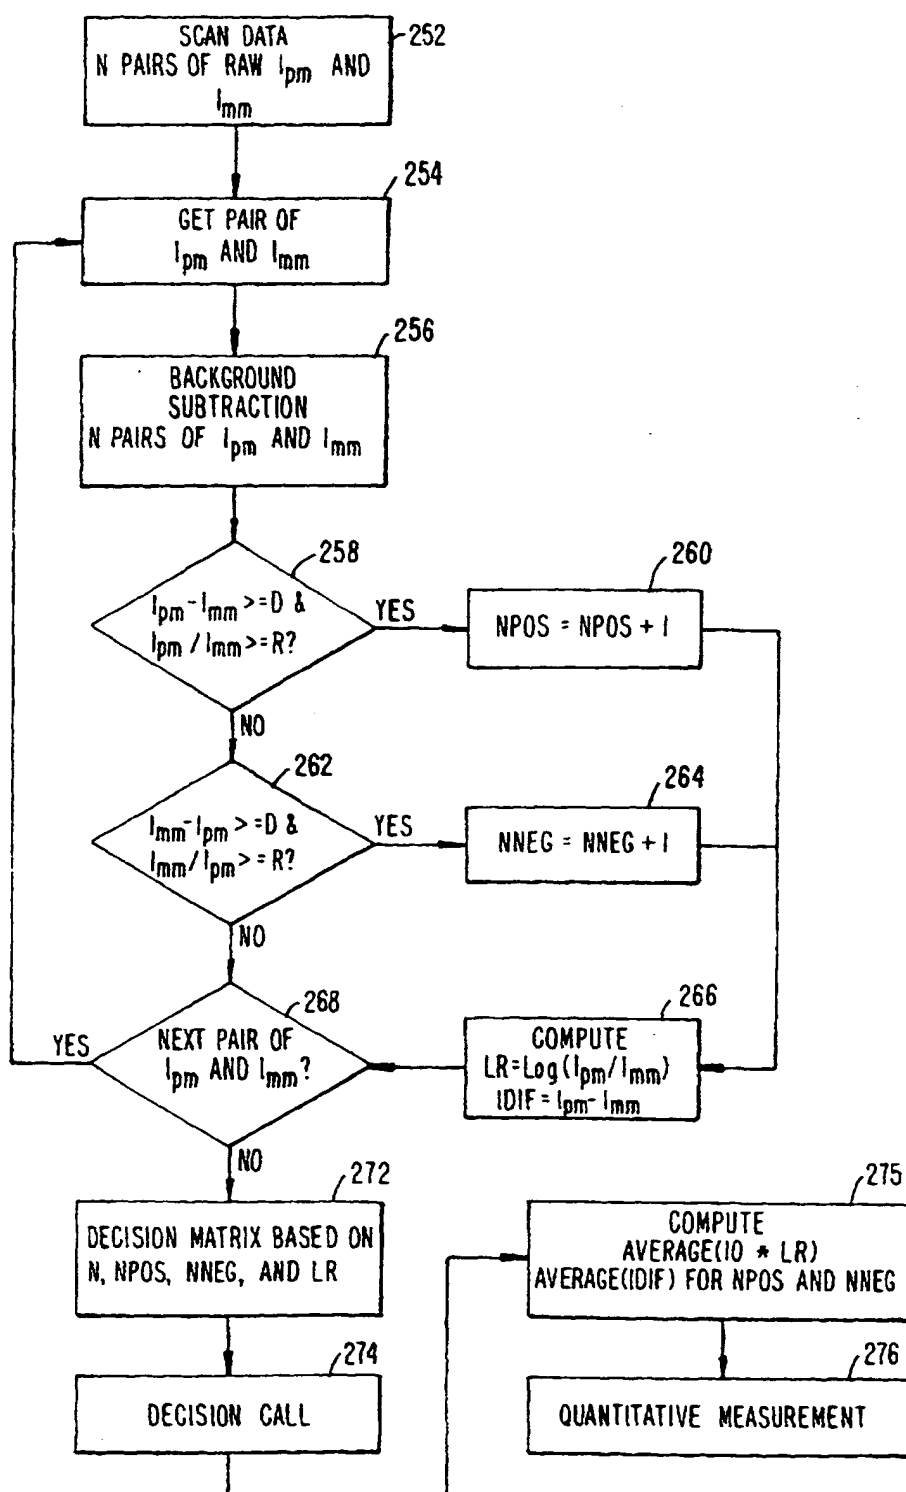 SCAN DATA
N PAIRS OF RAW Ipm AND
Imm
252
254
GET PAIR OF
Ipm AND Imm
256
BACKGROUND
SUBTRACTION
N PAIRS OF Ipm AND Imm
258
Ipm-Imm >=D &
Ipm / Imm >=R?
YES
260
NPOS = NPOS + 1
NO
262
Imm-Ipm >=D &
Imm/Ipm >=R?
YES
264
NNEG = NNEG + 1
NO
268
NEXT PAIR OF
Ipm AND Imm?
YES
266
COMPUTE
LR=Log(Ipm/Imm)
IDIF = Ipm-Imm
NO
272
DECISION MATRIX BASED ON
N, NPOS, NNEG, AND LR
275
COMPUTE
AVERAGE(10 * LR)
AVERAGE(IDIF) FOR NPOS AND NNEG
274
DECISION CALL
276
QUANTITATIVE MEASUREMENT